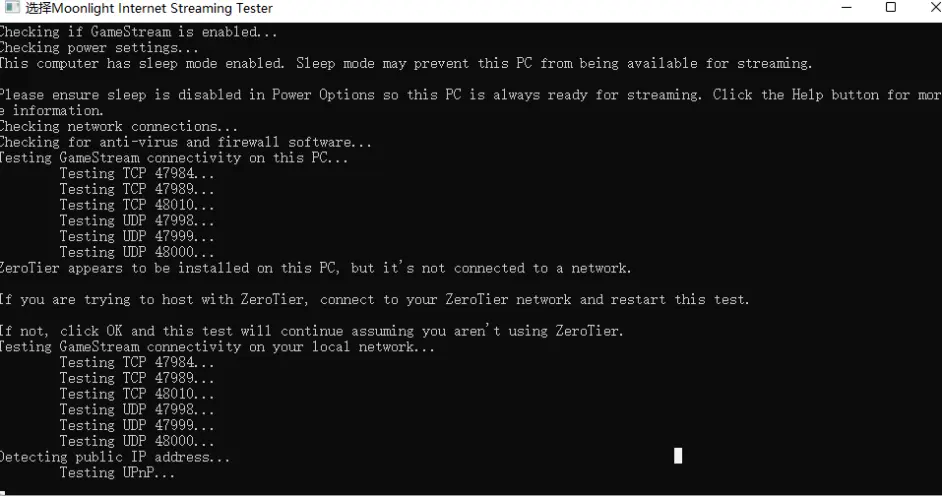 选择Moonlight Internet Streaming Tester
Checking if GameStream is enabled...
Checking power settings...
This computer has sleep mode enabled. Sleep mode may prevent this PC from being available for streaming.
Please ensure sleep is disabled in Power Options so this PC is always ready for streaming. Click the Help button for mor
e information.
Checking network connections...
Checking for anti-virus and firewall software...
Testing GameStream connectivity on this PC...
Testing TCP 47984...
Testing TCP 47989...
Testing TCP 48010...
Testing UDP 47998...
Testing UDP 47999...
Testing UDP 48000...
ZeroTier appears to be installed on this PC, but it's not connected to a network.
If you are trying to host with ZeroTier, connect to your ZeroTier network and restart this test.
If not, click OK and this test will continue assuming you aren't using ZeroTier.
Testing GameStream connectivity on your local network...
Testing TCP 47984...
Testing TCP 47989...
Testing TCP 48010...
Testing UDP 47998...
Testing UDP 47999...
Testing UDP 48000...
Detecting public IP address...
Testing UPnP...